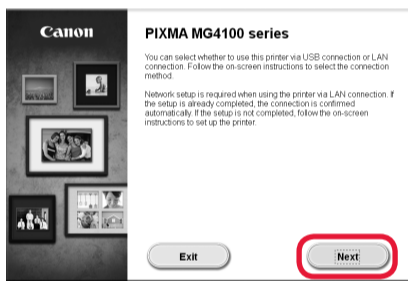 Canon
PIXMA MG4100 series
You can select whether to use this printer via USB connection or LAN
connection. Follow the on-screen instructions to select the connection
method.
Network setup is required when using the printer via LAN connection. If
the setup is already completed, the connection is confirmed
automatically. If the setup is not completed, follow the on-screen
instructions to set up the printer.
Exit
Next